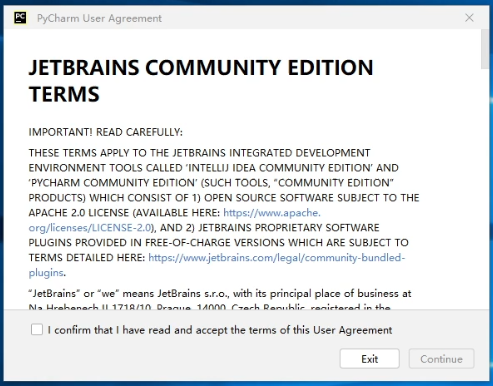 PC
PyCharm User Agreement
JETBRAINS COMMUNITY EDITION
TERMS
IMPORTANT! READ CAREFULLY:
THESE TERMS APPLY TO THE JETBRAINS INTEGRATED DEVELOPMENT
ENVIRONMENT TOOLS CALLED ‘INTELLIJ IDEA COMMUNITY EDITION’ AND
‘PYCHARM COMMUNITY EDITION’ (SUCH TOOLS, “COMMUNITY EDITION”
PRODUCTS) WHICH CONSIST OF 1) OPEN SOURCE SOFTWARE SUBJECT TO THE
APACHE 2.0 LICENSE (AVAILABLE HERE: https://www.apache.
org/licenses/LICENSE-2.0), AND 2) JETBRAINS PROPRIETARY SOFTWARE
PLUGINS PROVIDED IN FREE-OF-CHARGE VERSIONS WHICH ARE SUBJECT TO
TERMS DETAILED HERE: https://www.jetbrains.com/legal/community-bundled-
plugins.
“JetBrains” or “we” means JetBrains s.r.o., with its principal place of business at
Na Hrebenech II 1718/10, Prague, 14000, Czech Republic, registered in the
I confirm that I have read and accept the terms of this User Agreement
Exit
Continue